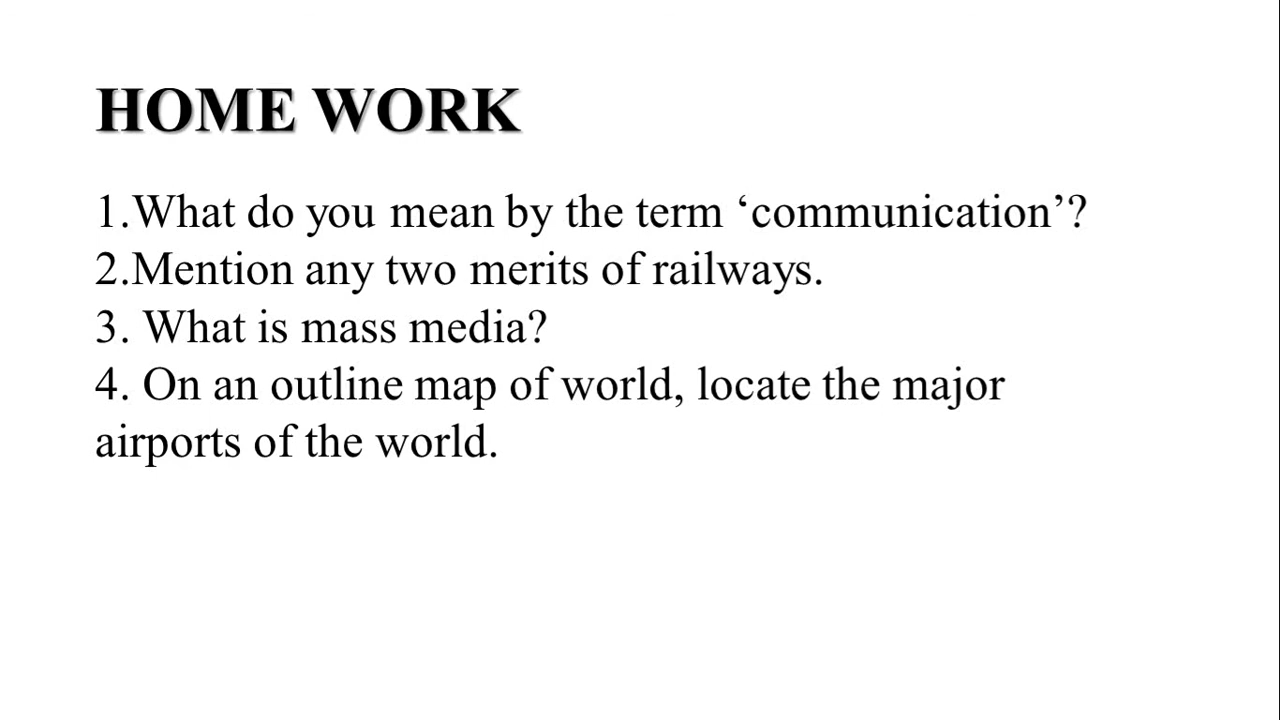 HOME WORK
1.What do you mean by the term ‘communication’?
2.Mention any two merits of railways.
3. What is mass media?
4. On an outline map of world, locate the major
airports of the world.